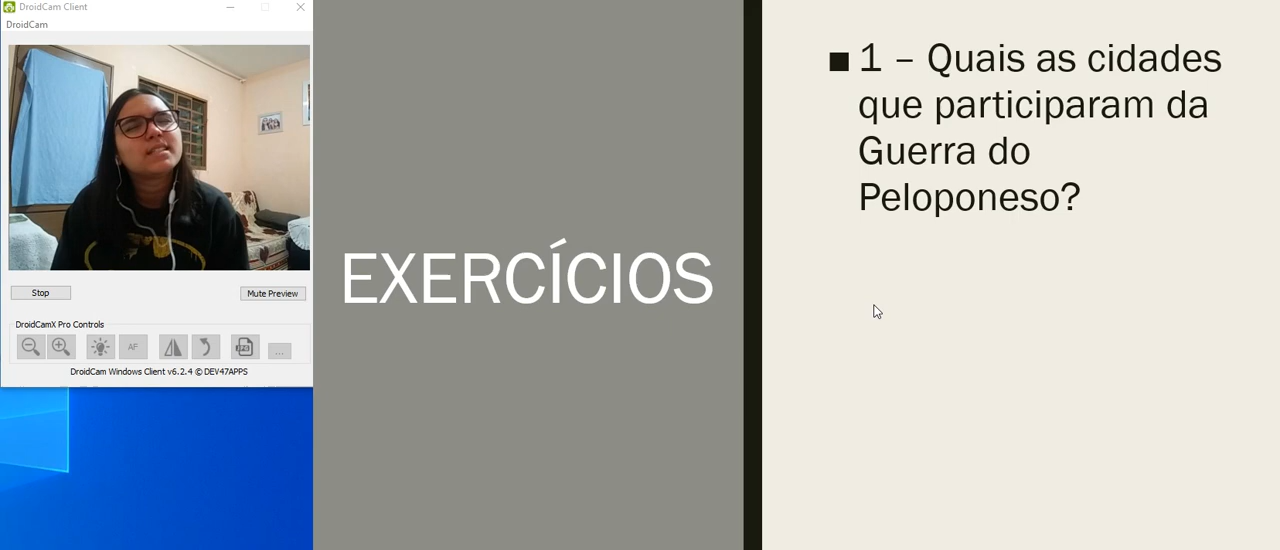 DroidCam Client
DroidCam
Stop
Mute Preview
DroidCamX Pro Controls
AF
JPG
...
DroidCam Windows Client v6.2.4 © DEV47APPS
EXERCÍCIOS
■ 1 – Quais as cidades
que participaram da
Guerra do
Peloponeso?